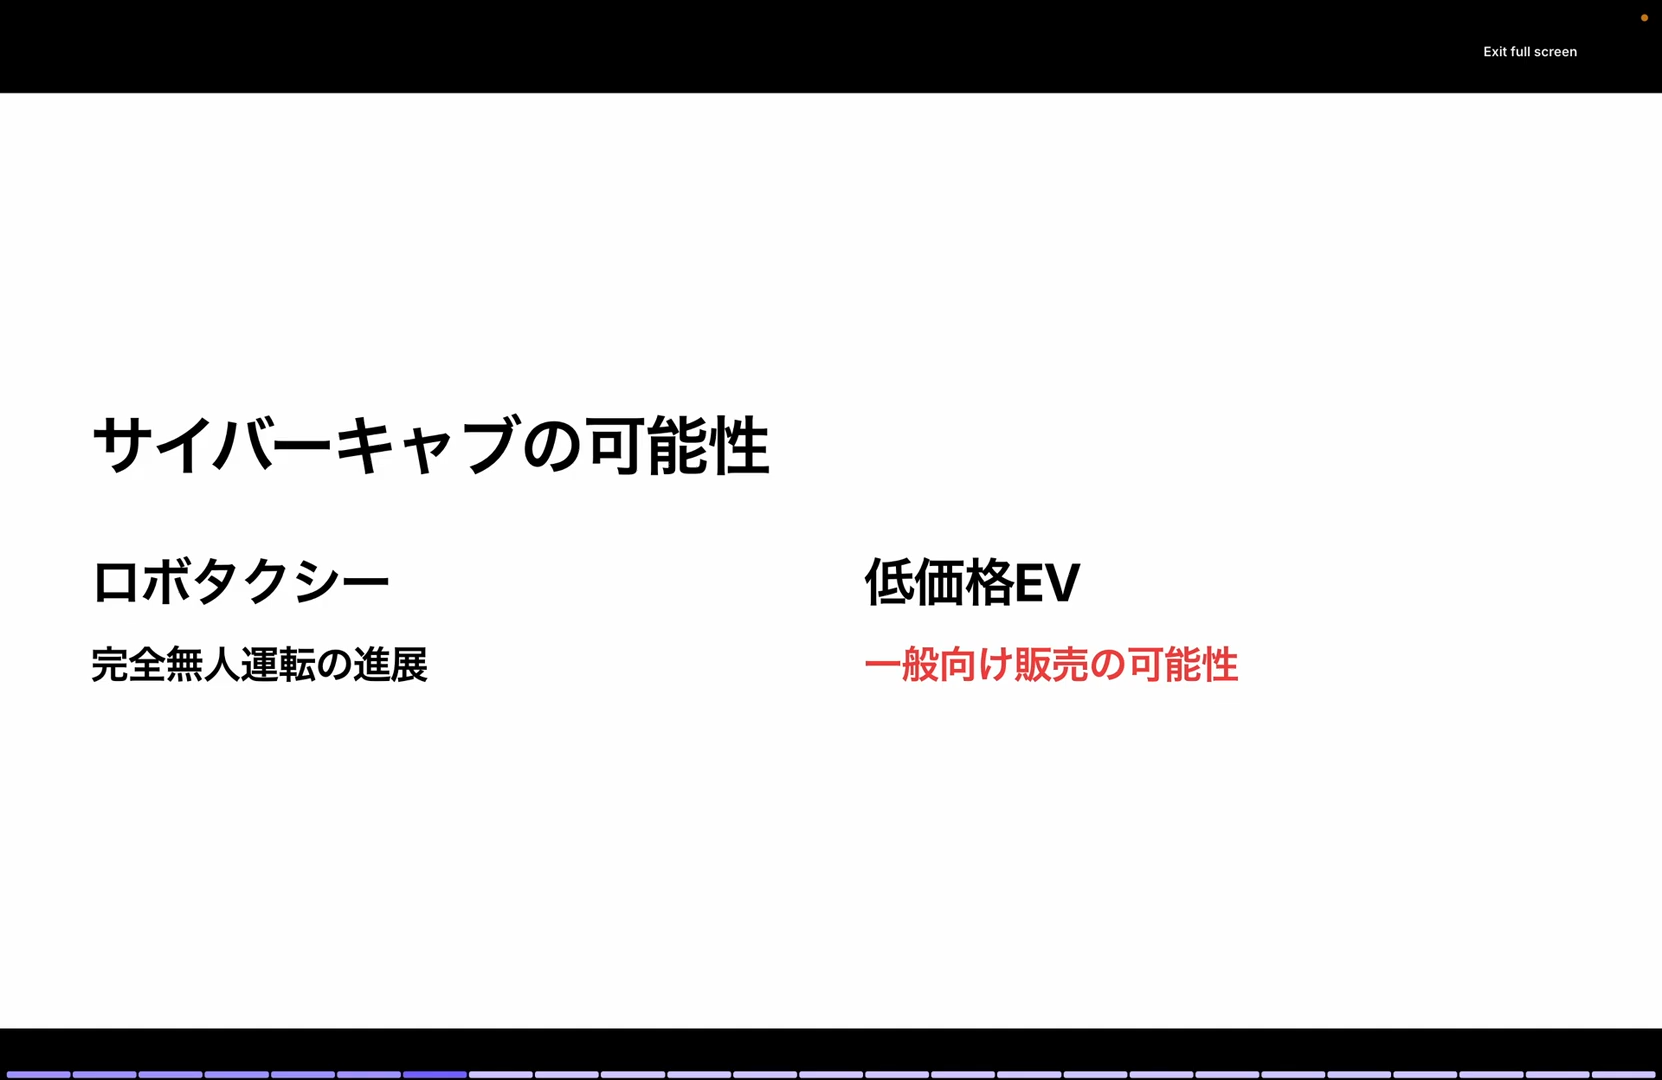 Exit full screen
サイバーキャブの可能性
ロボタクシー
完全無人運転の進展
低価格EV
一般向け販売の可能性